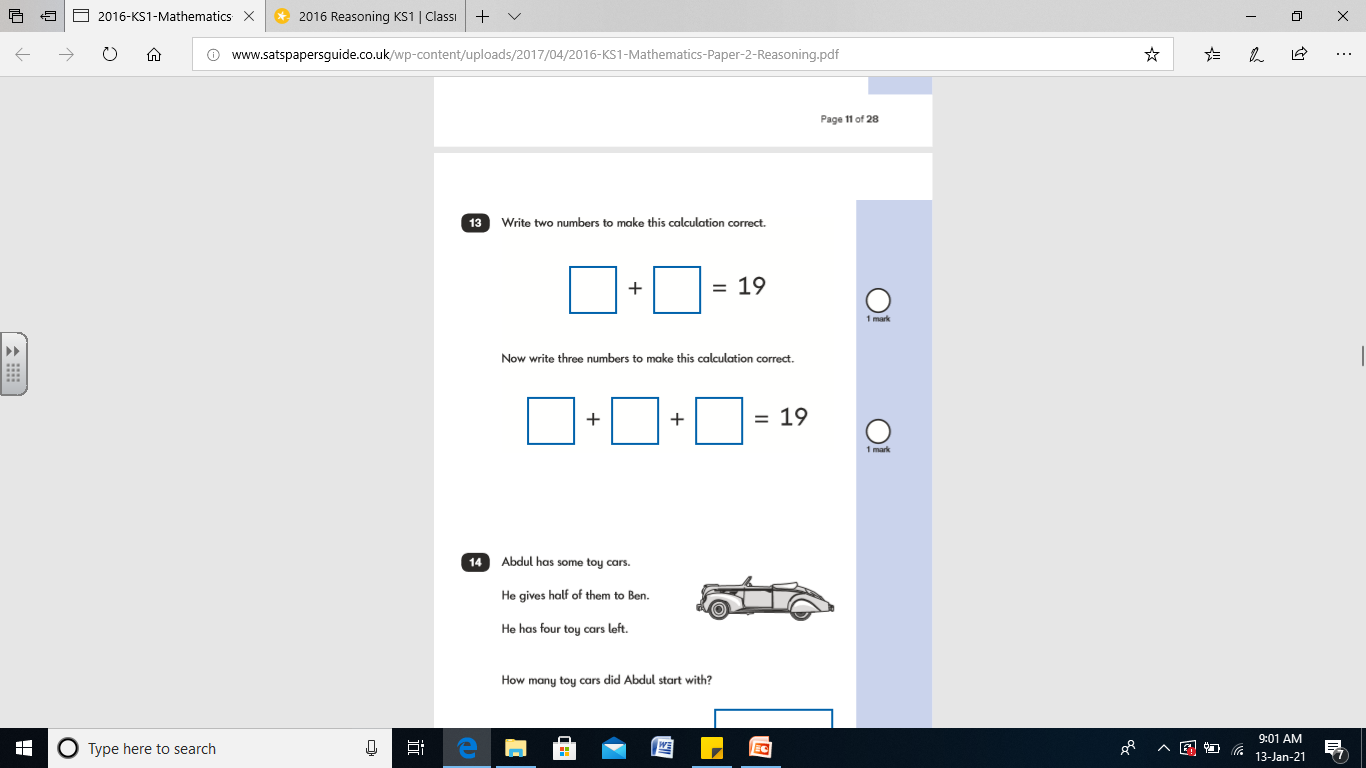 2016-KS1-Mathematics-
2016 Reasoning KS1 | Classr
www.satspapersguide.co.uk/wp-content/uploads/2017/04/2016-KS1-Mathematics-Paper-2-Reasoning.pdf
Page 11 of 28
13 Write two numbers to make this calculation correct.
+ = 19
1 mark
Now write three numbers to make this calculation correct.
+ + = 19
1 mark
14 Abdul has some toy cars.
He gives half of them to Ben.
He has four toy cars left.
How many toy cars did Abdul start with?
Type here to search
9:01 AM
13-Jan-21
7